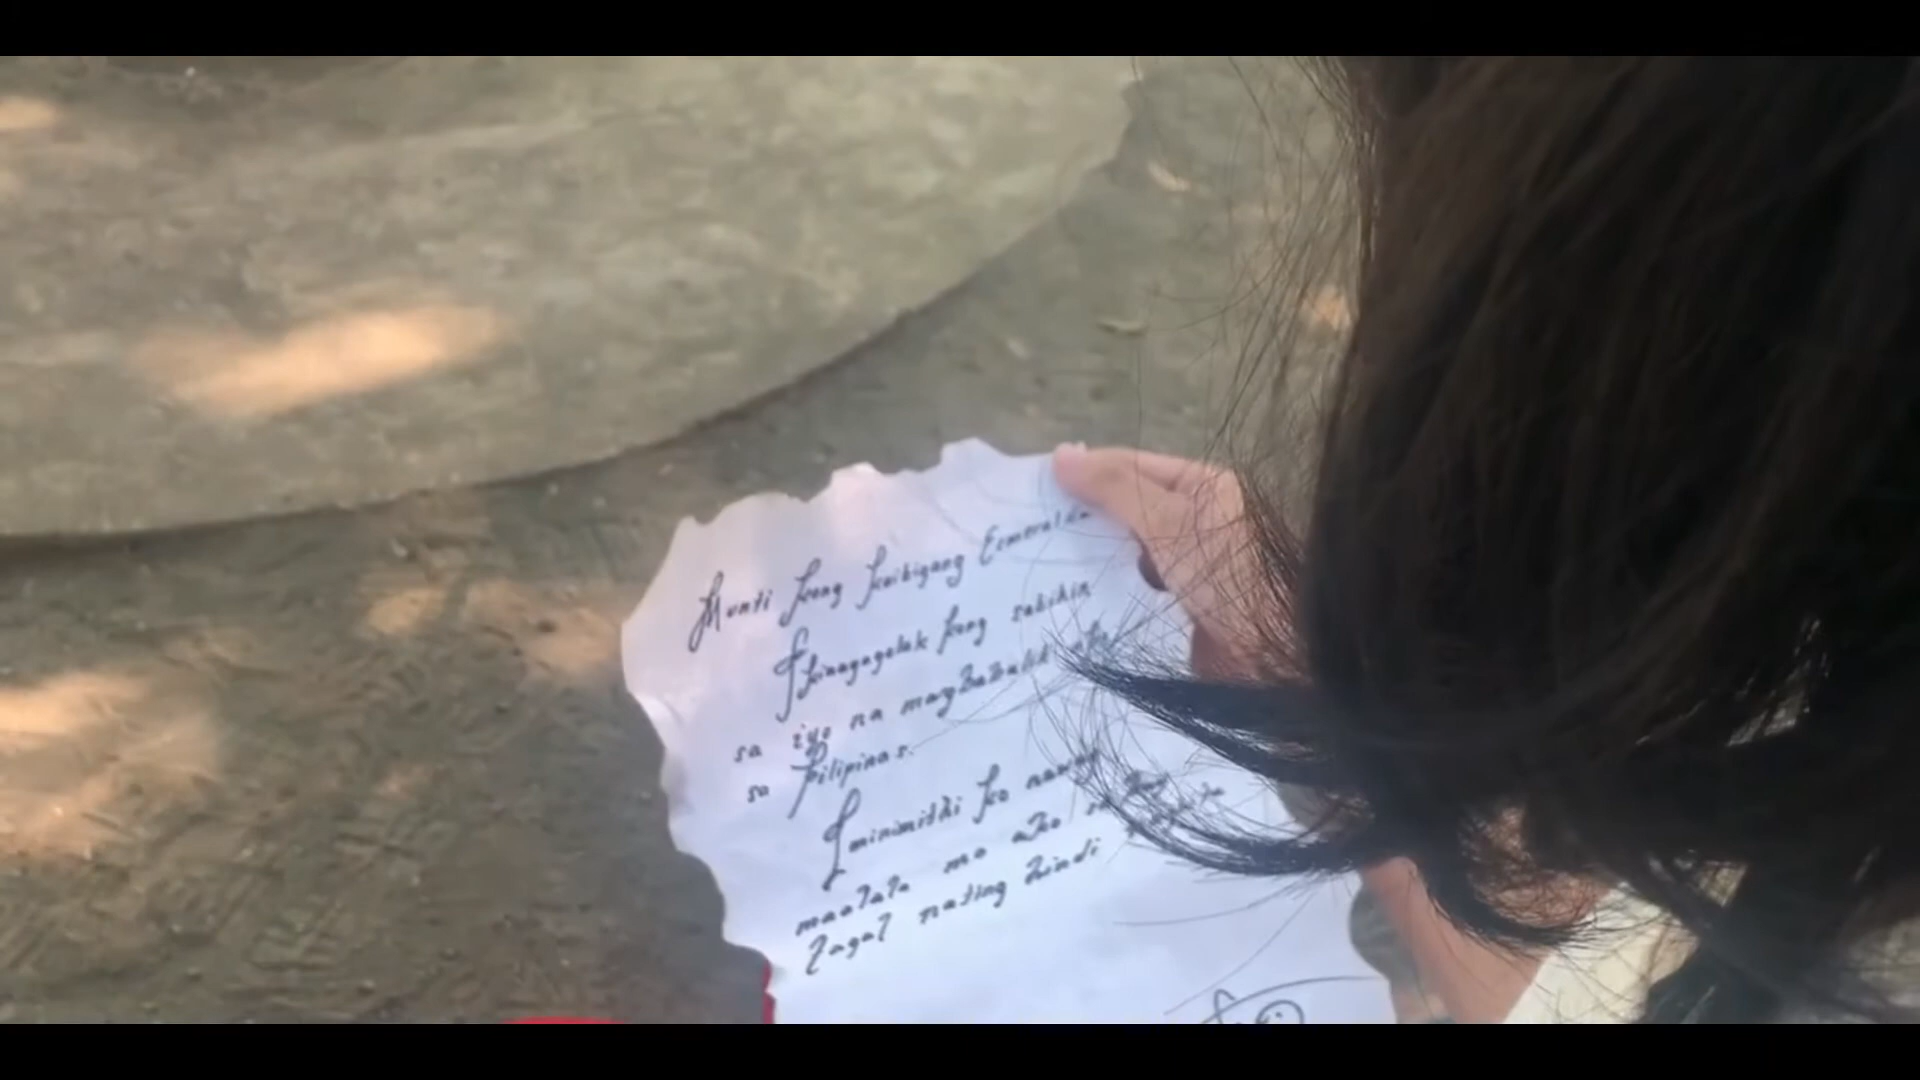 Munti kong kaibigang Esmeralda
Ikinagagalak kong sabihin
sa iyo na magbabalik ako
sa Pilipinas.
Iminimithi ko nawa'y
maalala mo ako sa
tagal nating hindi